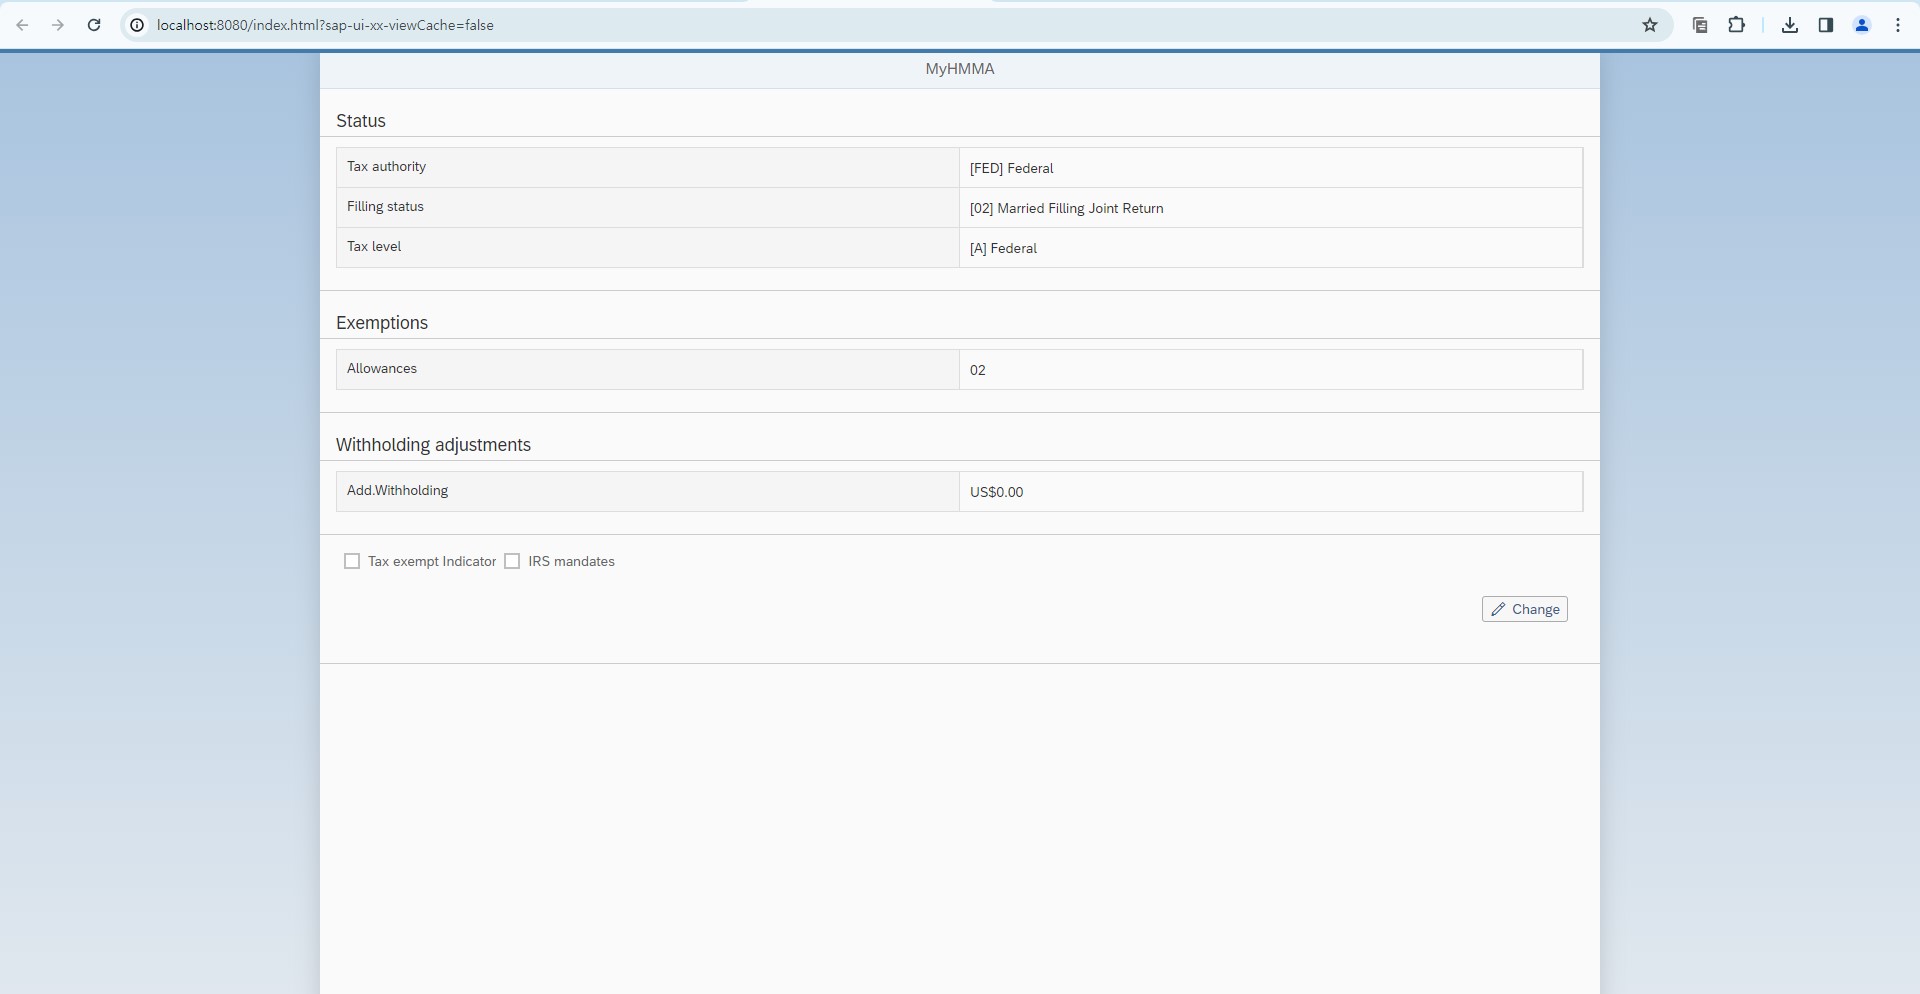 localhost:8080/index.html?sap-ui-xx-viewCache=false
MyHMMA
Status
Tax authority [FED] Federal
Filling status [02] Married Filling Joint Return
Tax level [A] Federal
Exemptions
Allowances 02
Withholding adjustments
Add.Withholding US$0.00
Tax exempt Indicator IRS mandates
Change